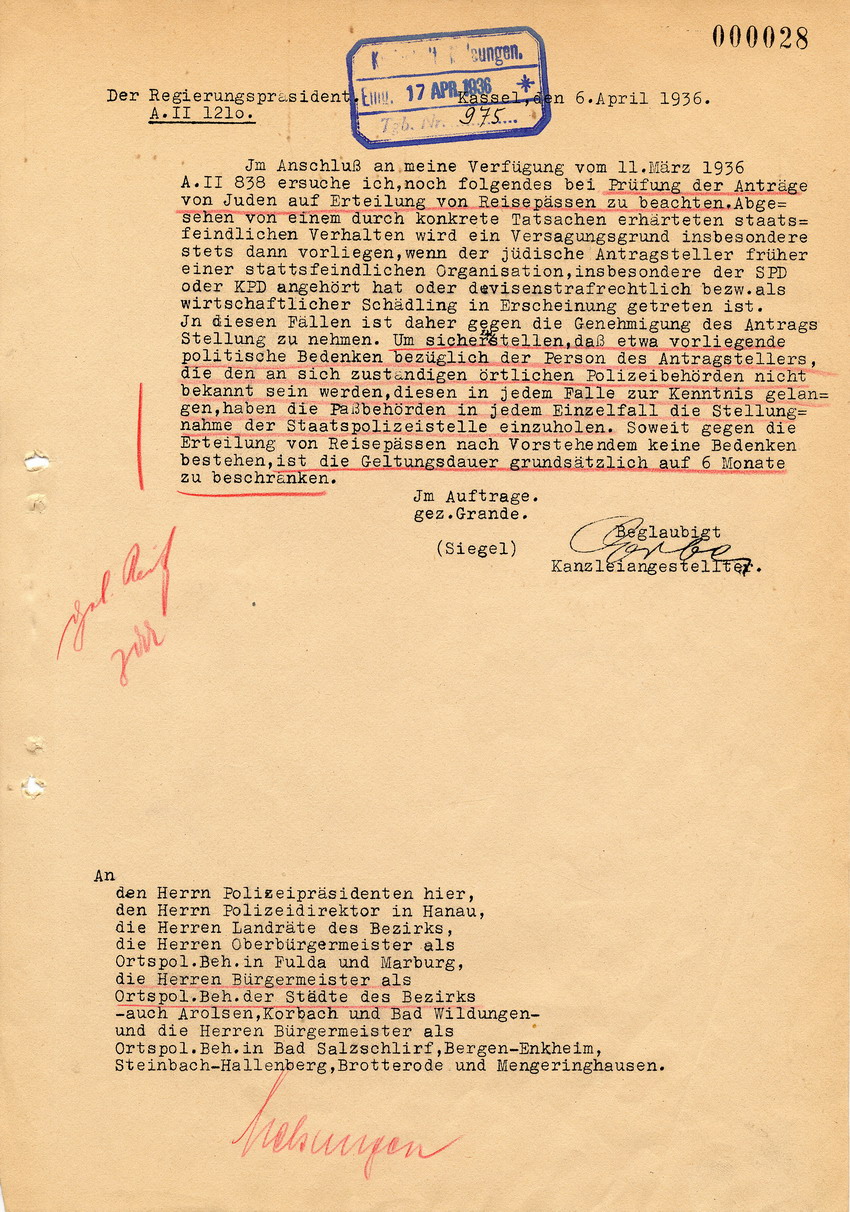 000028
sungen.
Eing. 17 APR. 1936 *
Tgb. Nr. 975
Der Regierungspräsident. Kassel, den 6.April 1936.
A.II 121o.
Jm Anschluß an meine Verfügung vom 11.März 1936
A.II 838 ersuche ich,noch folgendes bei Prüfung der Anträge
von Juden auf Erteilung von Reisepässen zu beachten.Abge=
sehen von einem durch konkrete Tatsachen erhärteten staats=
feindlichen Verhalten wird ein Versagungsgrund insbesondere
stets dann vorliegen,wenn der jüdische Antragsteller früher
einer stattsfeindlichen Organisation,insbesondere der SPD
oder KPD angehört hat oder devisenstrafrechtlich bezw.als
wirtschaftlicher Schädling in Erscheinung getreten ist.
Jn diesen Fällen ist daher gegen die Genehmigung des Antrags
Stellung zu nehmen. Um sicherstellen,daß etwa vorliegende
politische Bedenken bezüglich der Person des Antragstellers,
die den an sich zuständigen örtlichen Polizeibehörden nicht
bekannt sein werden,diesen in jedem Falle zur Kenntnis gelan=
gen,haben die Paßbehörden in jedem Einzelfall die Stellung=
nahme der Staatspolizeistelle einzuholen. Soweit gegen die
Erteilung von Reisepässen nach Vorstehendem keine Bedenken
bestehen,ist die Geltungsdauer grundsätzlich auf 6 Monate
zu beschränken.
Jm Auftrage.
gez.Grande.
Beglaubigt
(Siegel)
Kanzleiangestellter.
An
den Herrn Polizeipräsidenten hier,
den Herrn Polizeidirektor in Hanau,
die Herren Landräte des Bezirks,
die Herren Oberbürgermeister als
Ortspol.Beh.in Fulda und Marburg,
die Herren Bürgermeister als
Ortspol.Beh.der Städte des Bezirks
-auch Arolsen,Korbach und Bad Wildungen-
und die Herren Bürgermeister als
Ortspol.Beh.in Bad Salzschlirf,Bergen-Enkheim,
Steinbach-Hallenberg,Brotterode und Mengeringhausen.
Melsungen